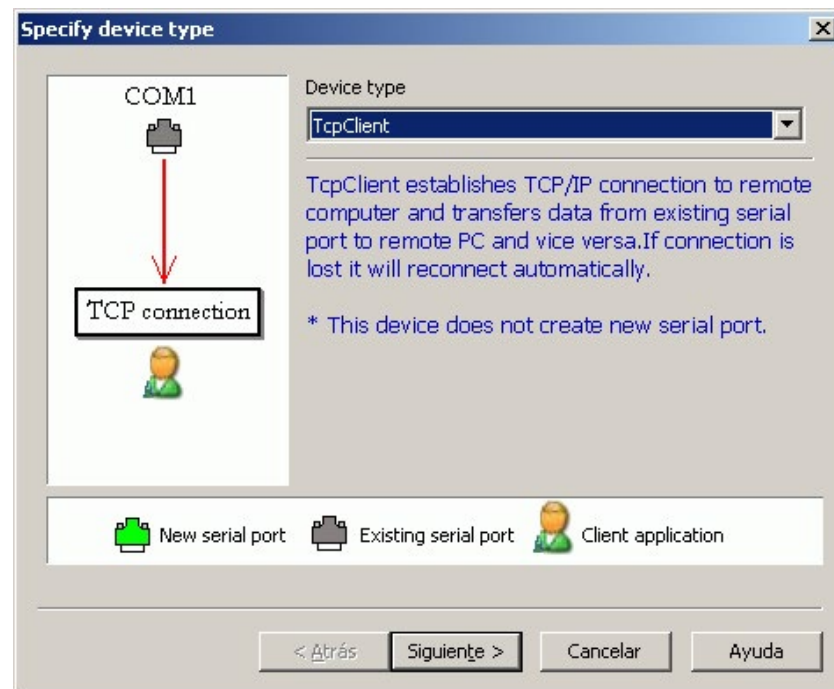 Specify device type
COM1
TCP connection
Device type
TcpClient
TcpClient establishes TCP/IP connection to remote
computer and transfers data from existing serial
port to remote PC and vice versa.If connection is
lost it will reconnect automatically.
* This device does not create new serial port.
New serial port Existing serial port Client application
< Atrás Siguiente > Cancelar Ayuda